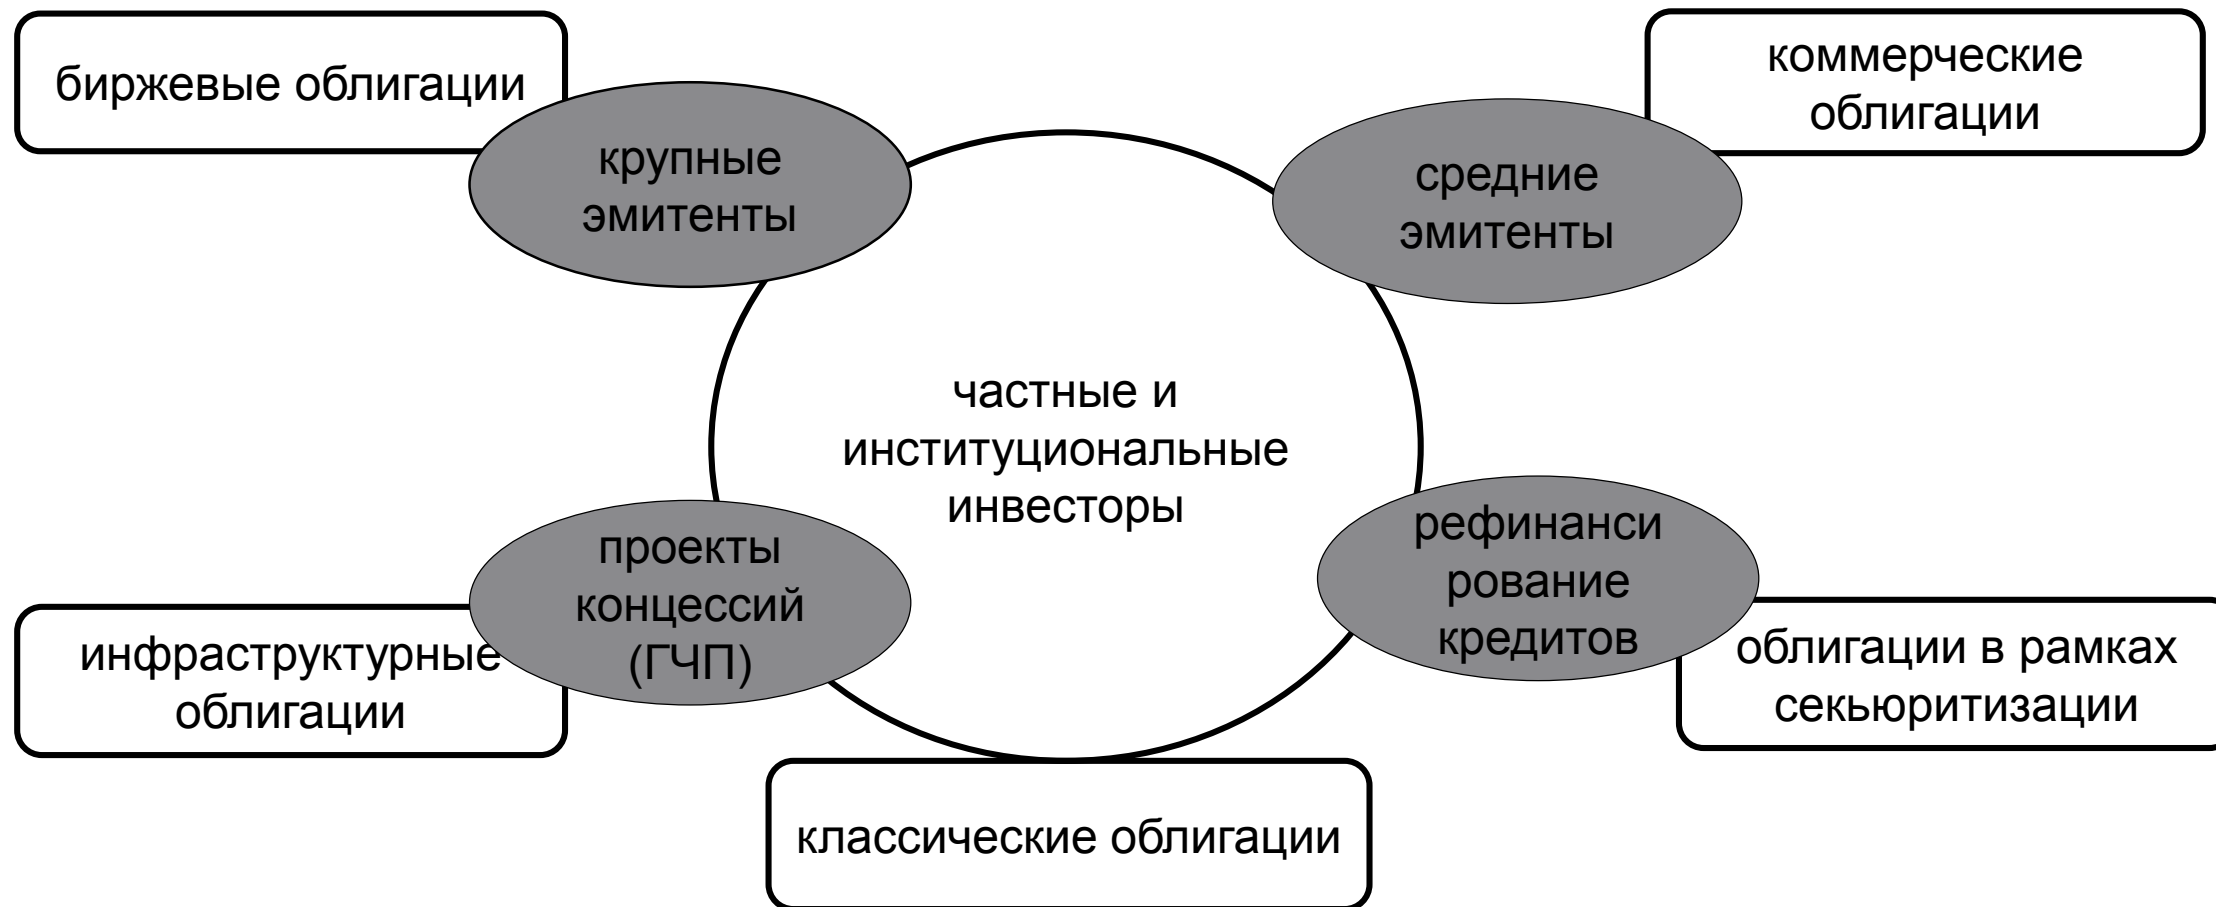 биржевые облигации
коммерческие
облигации
крупные
эмитенты
средние
эмитенты
частные и
институциональные
инвесторы
проекты
концессий
(ГЧП)
рефинанси
рование
кредитов
инфраструктурные
облигации
облигации в рамках
секьюритизации
классические облигации